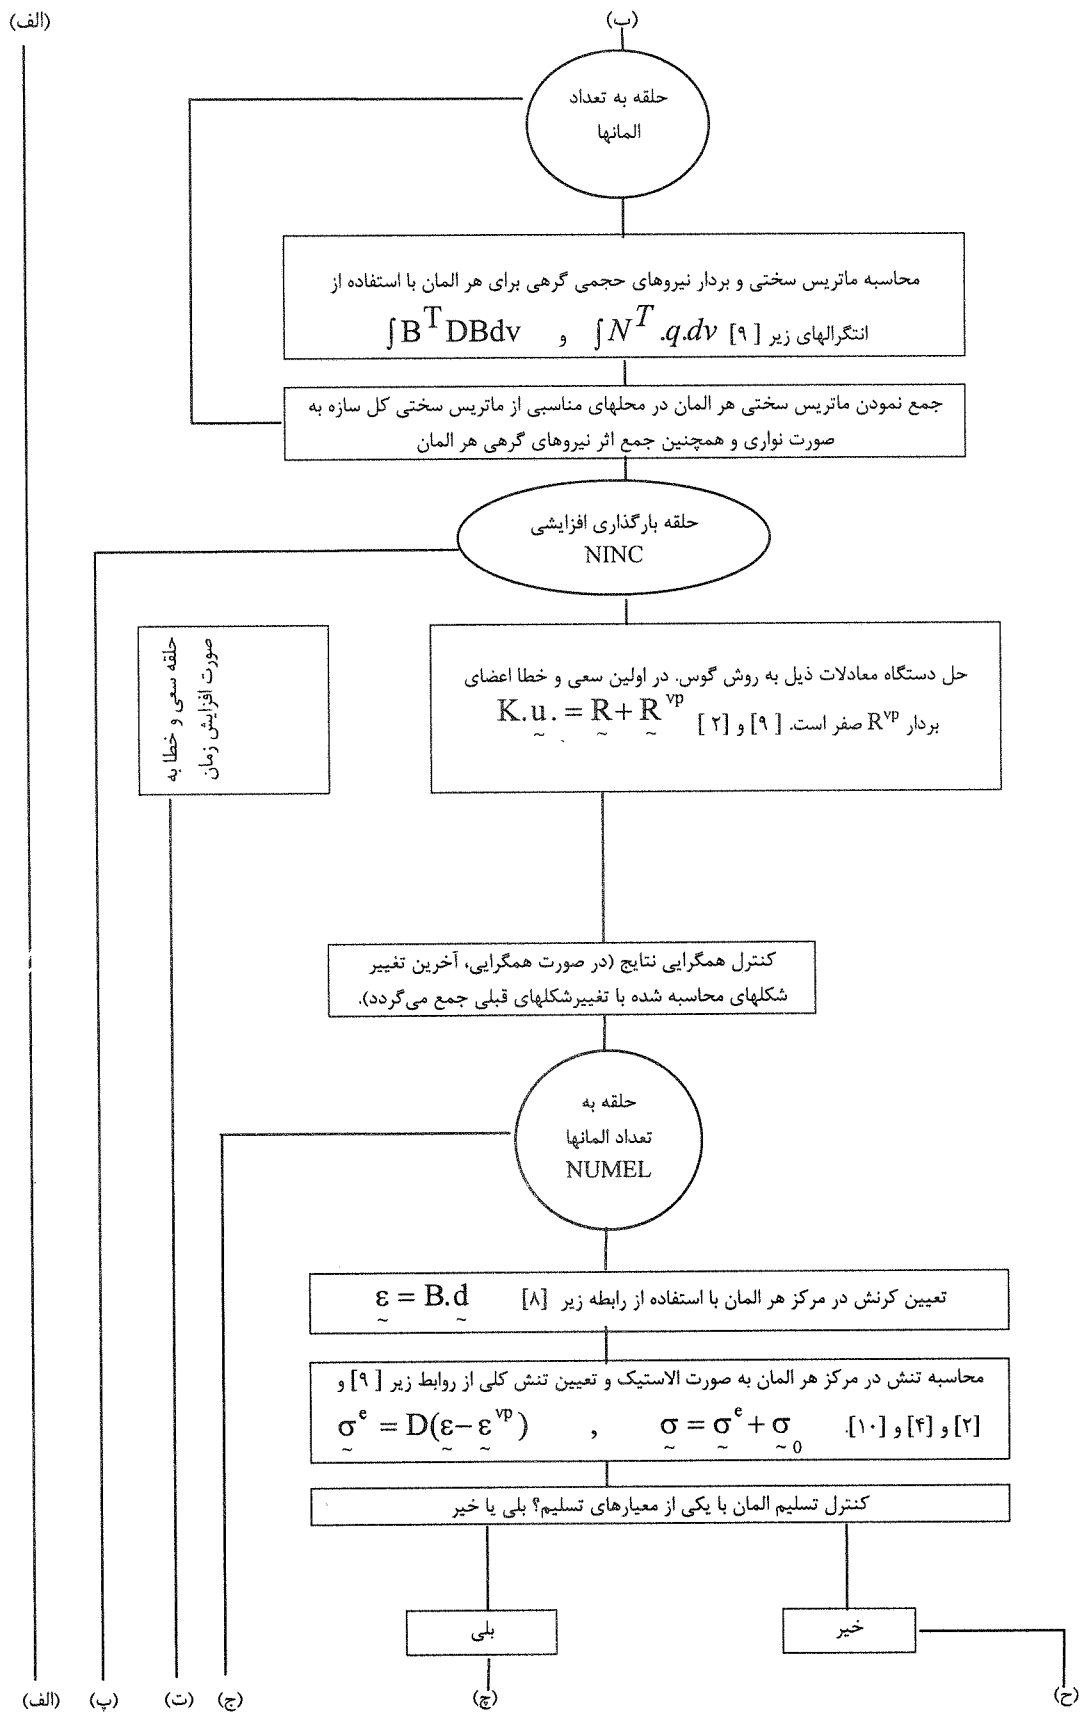 (الف)
(ب)
حلقه به تعداد
المانها
محاسبه ماتریس سختی و بردار نیروهای حجمی گرهی برای هر المان با استفاده از
انتگرالهای زیر [۹] ∫N^T .q.dv و ∫B^T DBdv
جمع نمودن ماتریس سختی هر المان در محلهای مناسبی از ماتریس سختی کل سازه به
صورت نواری و همچنین جمع اثر نیروهای گرهی هر المان
حلقه بارگذاری افزایشی
NINC
حلقه سعی و خطا به
صورت افزایش زمان
حل دستگاه معادلات ذیل به روش گوس. در اولین سعی و خطا اعضای
بردار R^vp صفر است. [۹] و [۲] K.u. = R + R^vp
کنترل همگرایی نتایج (در صورت همگرایی، آخرین تغییر
شکلهای محاسبه شده با تغییرشکلهای قبلی جمع می‌گردد).
حلقه به
تعداد المانها
NUMEL
تعیین کرنش در مرکز هر المان با استفاده از رابطه زیر [۸] ε = B.d
محاسبه تنش در مرکز هر المان به صورت الاستیک و تعیین تنش کلی از روابط زیر [۹] و
[۲] و [۴] و [۱۰]. σ = σ^e + σ_0 , σ^e = D(ε − ε^vp)
کنترل تسلیم المان با یکی از معیارهای تسلیم؟ بلی یا خیر
خیر
بلی
(ح)
(چ)
(ج)
(ت)
(پ)
(الف)